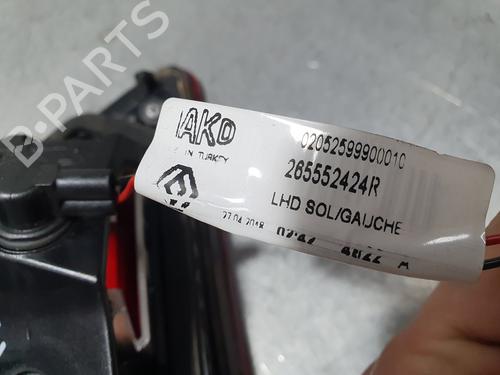 B-PARTS
AKO
IN TURKEY
02052599900010
265552424R
LHD SOL/GAUCHE
27.04.2018
A